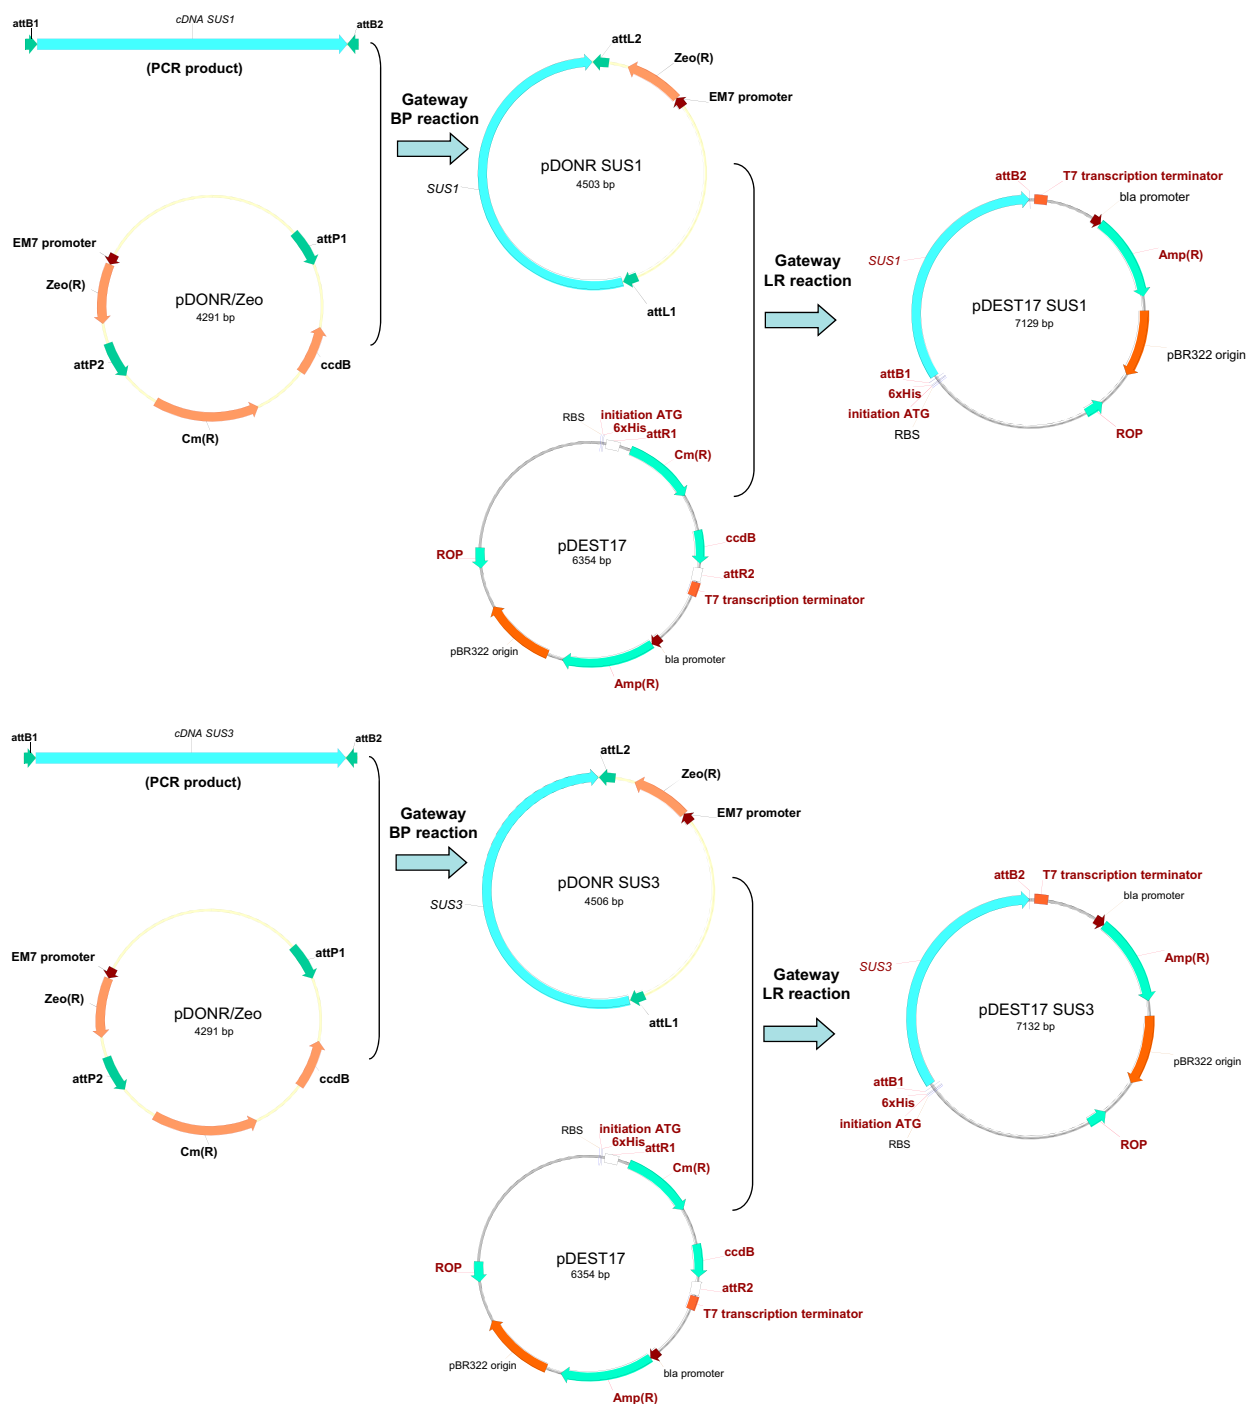 attB1
cDNA SUS1
attB2
(PCR product)
Gateway
BP reaction
attL2
Zeo(R)
EM7 promoter
pDONR SUS1
4503 bp
SUS1
attL1
EM7 promoter
Zeo(R)
attP1
pDONR/Zeo
4291 bp
attP2
ccdB
Cm(R)
Gateway
LR reaction
attB2
T7 transcription terminator
bla promoter
SUS1
Amp(R)
pDEST17 SUS1
7129 bp
pBR322 origin
attB1
6xHis
initiation ATG
RBS
ROP
RBS
initiation ATG
6xHis
attR1
Cm(R)
pDEST17
6354 bp
ROP
ccdB
attR2
T7 transcription terminator
pBR322 origin
bla promoter
Amp(R)
attB1
cDNA SUS3
attB2
(PCR product)
Gateway
BP reaction
attL2
Zeo(R)
EM7 promoter
pDONR SUS3
4506 bp
SUS3
attL1
EM7 promoter
Zeo(R)
attP1
pDONR/Zeo
4291 bp
attP2
ccdB
Cm(R)
Gateway
LR reaction
attB2
T7 transcription terminator
bla promoter
SUS3
Amp(R)
pDEST17 SUS3
7132 bp
pBR322 origin
attB1
6xHis
initiation ATG
RBS
ROP
RBS
initiation ATG
6xHis
attR1
Cm(R)
pDEST17
6354 bp
ROP
ccdB
attR2
T7 transcription terminator
pBR322 origin
bla promoter
Amp(R)